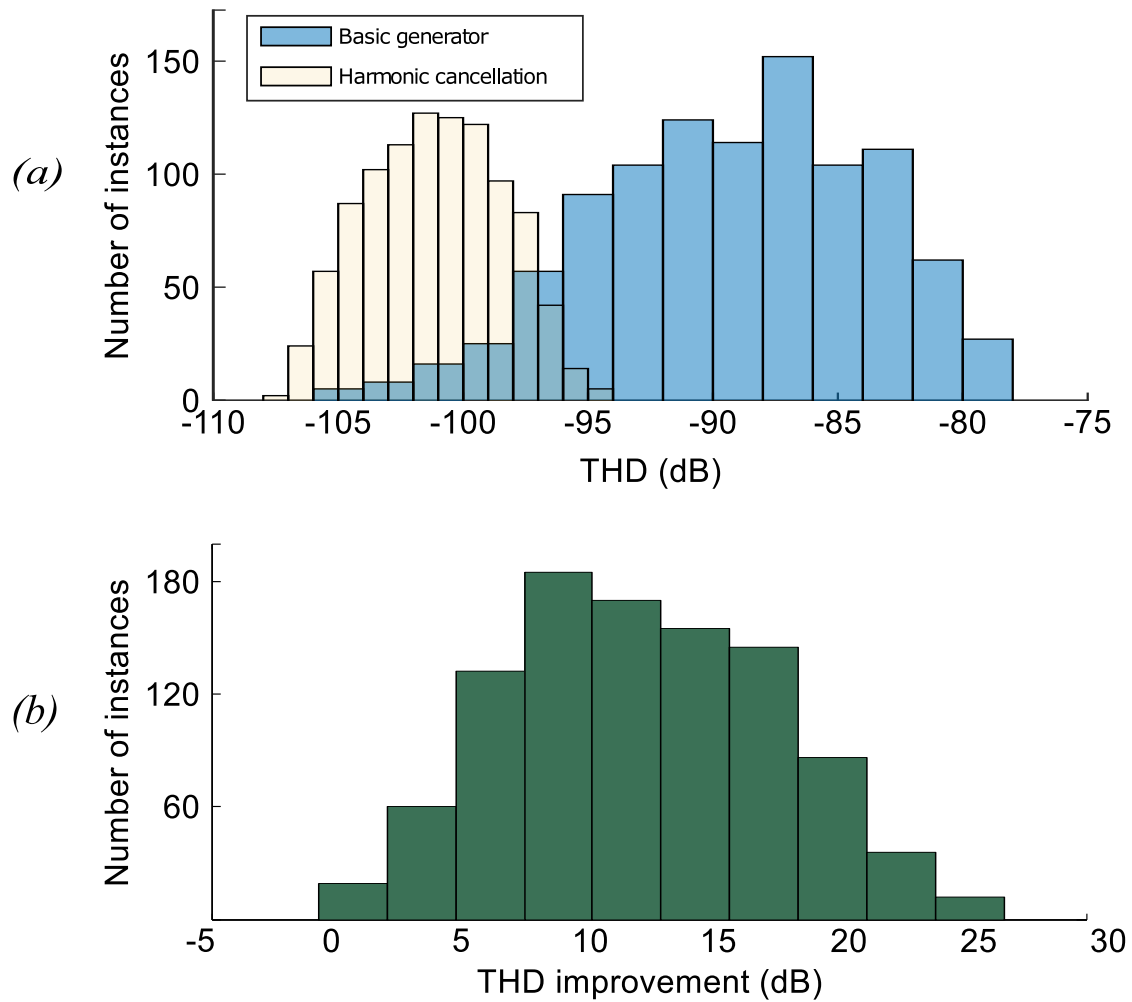 Basic generator
Harmonic cancellation
(a)
Number of instances
150
100
50
0
-110 -105 -100 -95 -90 -85 -80 -75
THD (dB)
(b)
Number of instances
180
120
60
-5 0 5 10 15 20 25 30
THD improvement (dB)